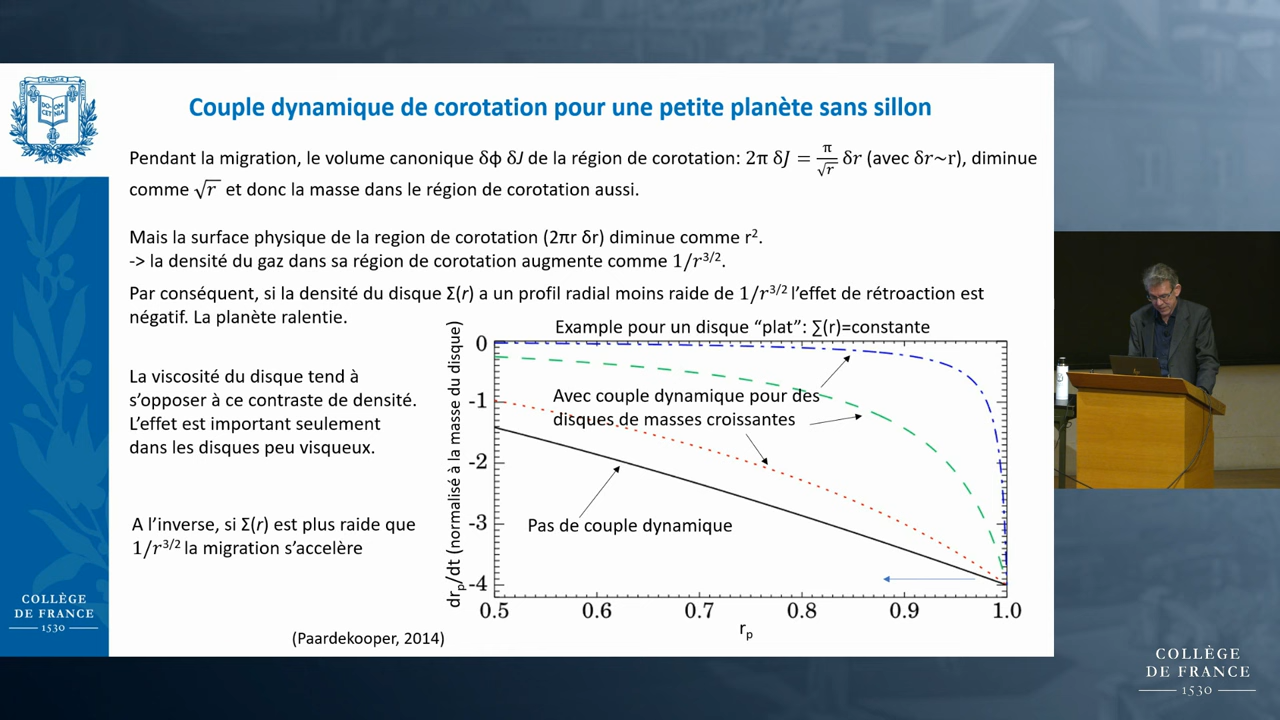 Couple dynamique de corotation pour une petite planète sans sillon
Pendant la migration, le volume canonique δϕ δJ de la région de corotation: 2π δJ = π/√r δr (avec δr~r), diminue
comme √r et donc la masse dans le région de corotation aussi.
Mais la surface physique de la region de corotation (2πr δr) diminue comme r².
-> la densité du gaz dans sa région de corotation augmente comme 1/r^3/2.
Par conséquent, si la densité du disque Σ(r) a un profil radial moins raide de 1/r^3/2 l'effet de rétroaction est
négatif. La planète ralentie.
Example pour un disque “plat”: ∑(r)=constante
La viscosité du disque tend à
s'opposer à ce contraste de densité.
L'effet est important seulement
dans les disques peu visqueux.
A l'inverse, si Σ(r) est plus raide que
1/r^3/2 la migration s'accelère
(Paardekooper, 2014)
drp/dt (normalisé à la masse du disque)
0
-1
-2
-3
-4
Avec couple dynamique pour des
disques de masses croissantes
Pas de couple dynamique
0.5 0.6 0.7 0.8 0.9 1.0
rp
COLLÈGE
DE FRANCE
1530
COLLÈGE
DE FRANCE
1530